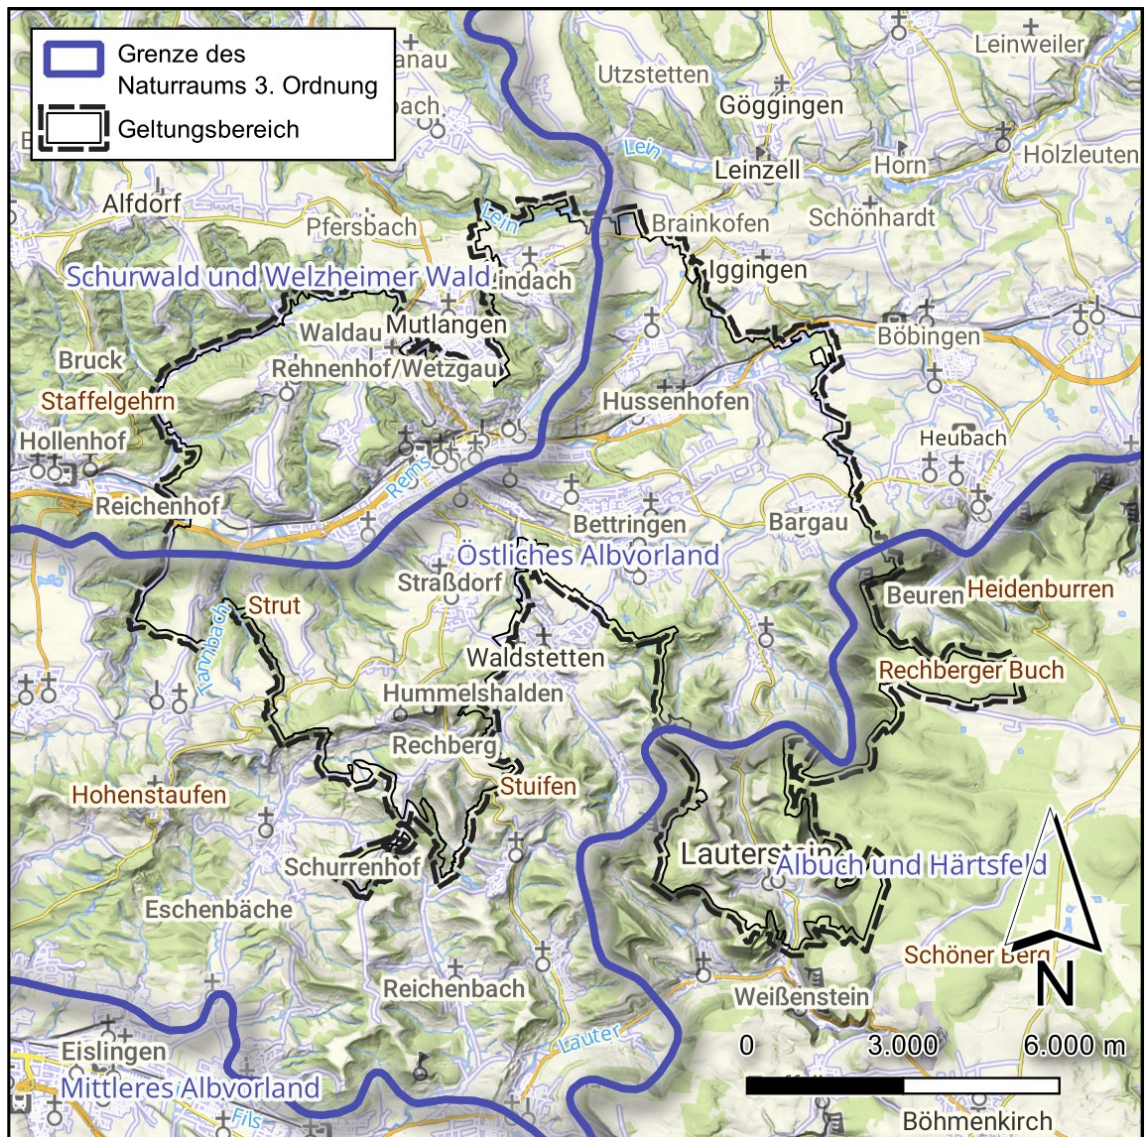 Grenze des
Naturraums 3. Ordnung
Geltungsbereich
Leinweiler
Utzstetten
Göggingen
Lein
Holzleuten
Leinzell
Horn
Alfdorf
Pfersbach
Lein
Brainkofen
Schönhardt
Schurwald und Welzheimer Wald
Iggingen
Waldau
Mutlangen
Böbingen
Bruck
Rehnenhof/Wetzgau
Staffelgehrn
Hussenhofen
Hollenhof
Heubach
Rems
Reichenhof
Bettringen
Bargau
Östliches Albvorland
Straßdorf
Beuren
Heidenburren
Strut
Tannbach
Waldstetten
Rechberger Buch
Hummelshalden
Rechberg
Stuifen
Hohenstaufen
Lauterstein
Albuch und Härtsfeld
Schurrenhof
Eschenbäche
Schöner Berg
Reichenbach
Weißenstein
N
Lauter
Eislingen
0 3.000 6.000 m
Mittleres Albvorland
Fils
Böhmenkirch